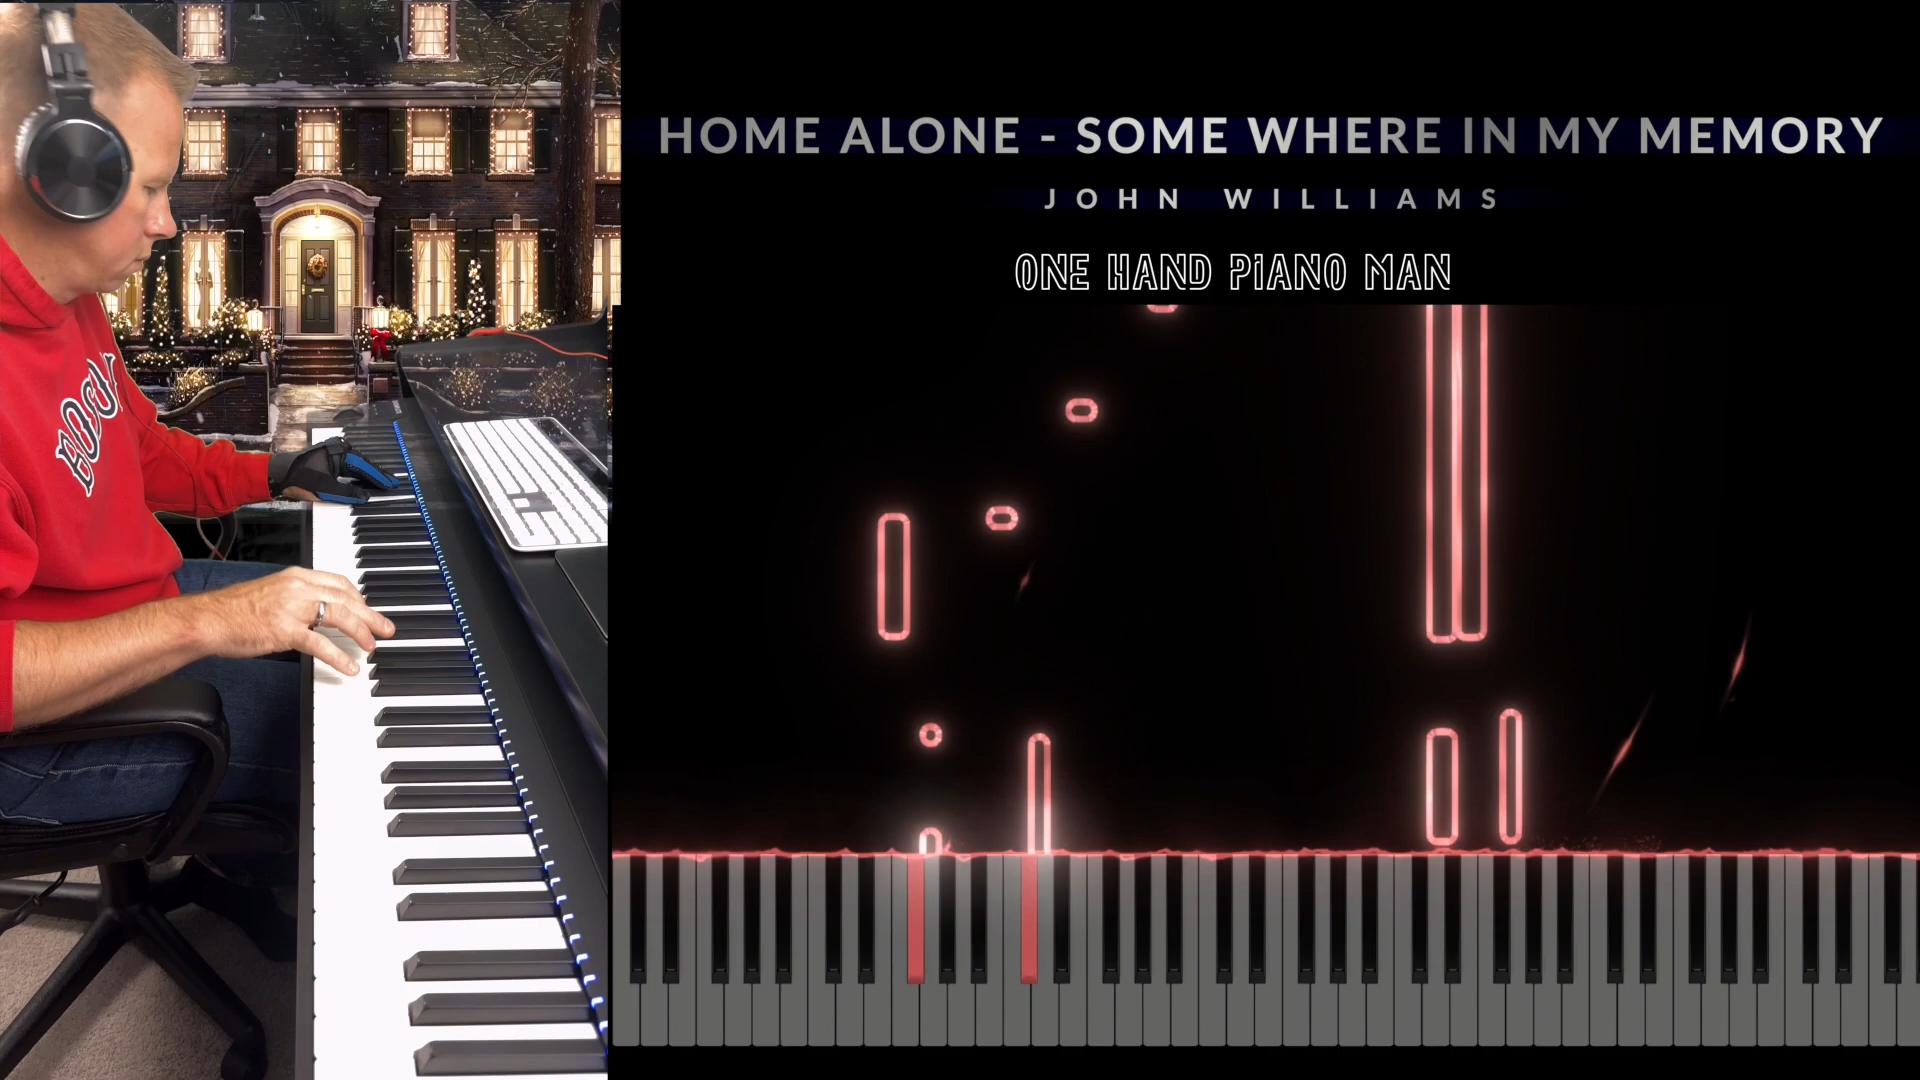 HOME ALONE - SOME WHERE IN MY MEMORY
JOHN WILLIAMS
ONE HAND PIANO MAN